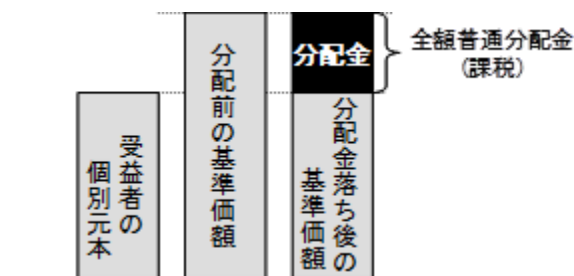 受益者の
個別元本
分配前の基準価額
分配金
分配金落ち後の
基準価額
全額普通分配金
(課税)